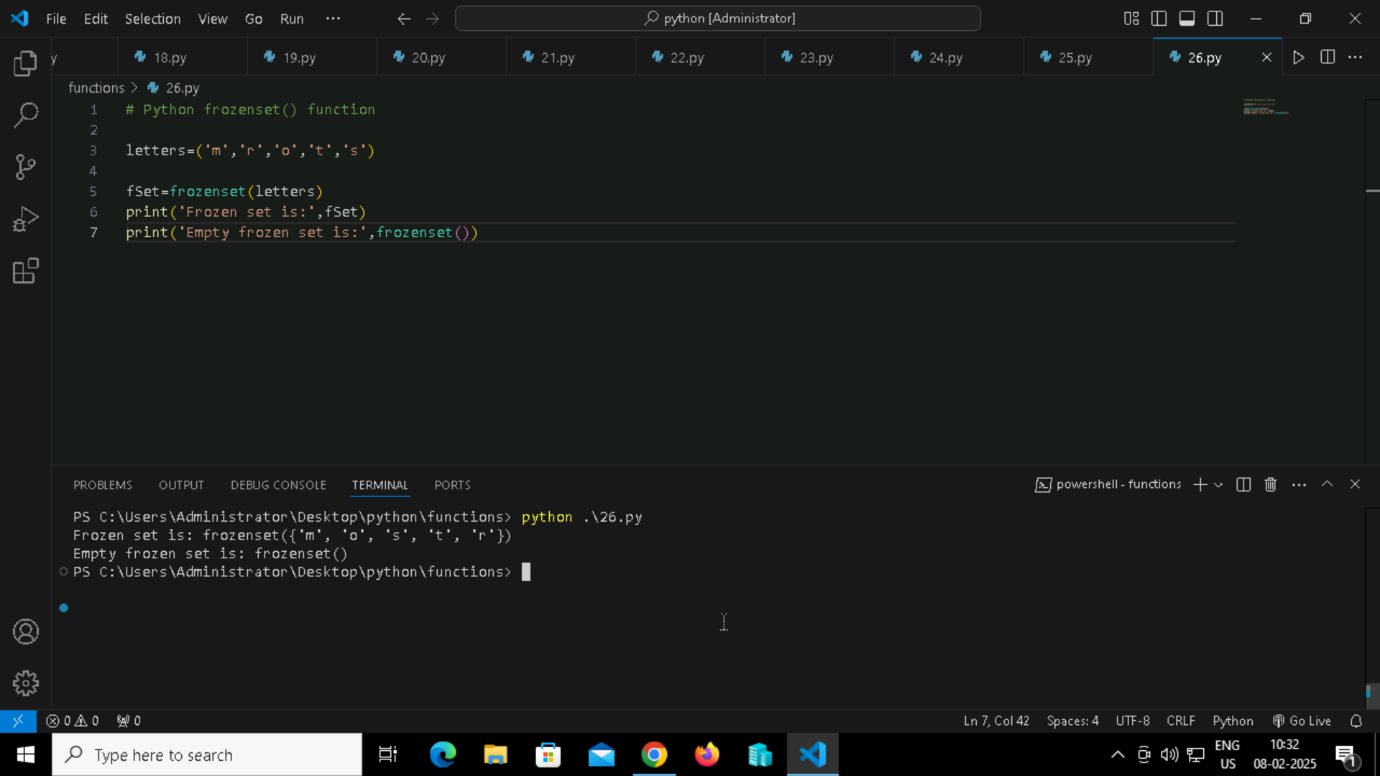 File Edit Selection View Go Run ··· python [Administrator]
y 18.py 19.py 20.py 21.py 22.py 23.py 24.py 25.py 26.py
functions > 26.py
1 # Python frozenset() function
2
3 letters=('m','r','o','t','s')
4
5 fSet=frozenset(letters)
6 print('Frozen set is:',fSet)
7 print('Empty frozen set is:',frozenset())
PROBLEMS OUTPUT DEBUG CONSOLE TERMINAL PORTS powershell - functions
PS C:\Users\Administrator\Desktop\python\functions> python .\26.py
Frozen set is: frozenset({'m', 'o', 's', 't', 'r'})
Empty frozen set is: frozenset()
PS C:\Users\Administrator\Desktop\python\functions>
0 0 0 Ln 7, Col 42 Spaces: 4 UTF-8 CRLF Python Go Live
Type here to search ENG 10:32
US 08-02-2025 1